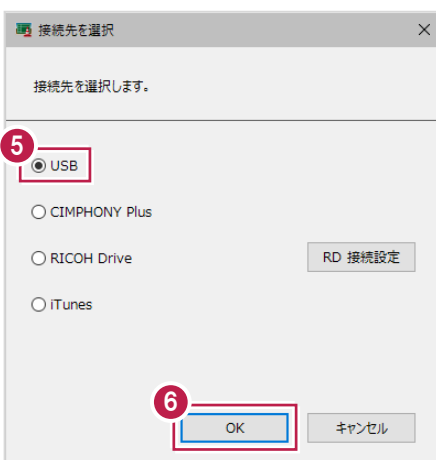 接続先を選択
接続先を選択します。
5
USB
CIMPHONY Plus
RICOH Drive
RD 接続設定
iTunes
6
OK
キャンセル